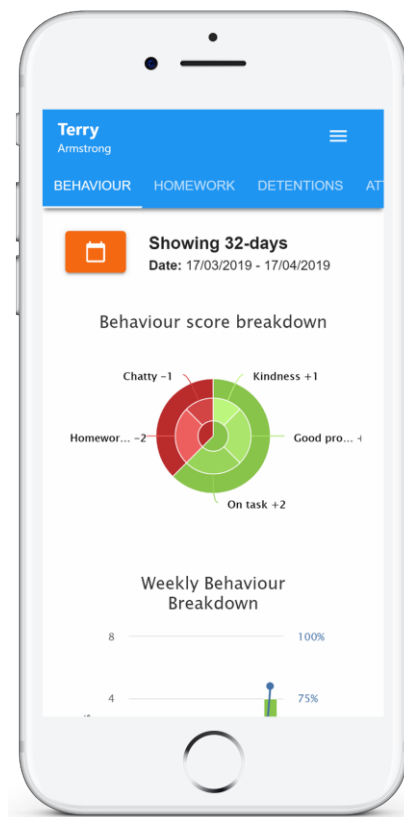 Terry
Armstrong
BEHAVIOUR HOMEWORK DETENTIONS AT
Showing 32-days
Date: 17/03/2019 - 17/04/2019
Behaviour score breakdown
Chatty -1 Kindness +1
Homewor... -2 Good pro... +
On task +2
Weekly Behaviour
Breakdown
8 100%
4 75%